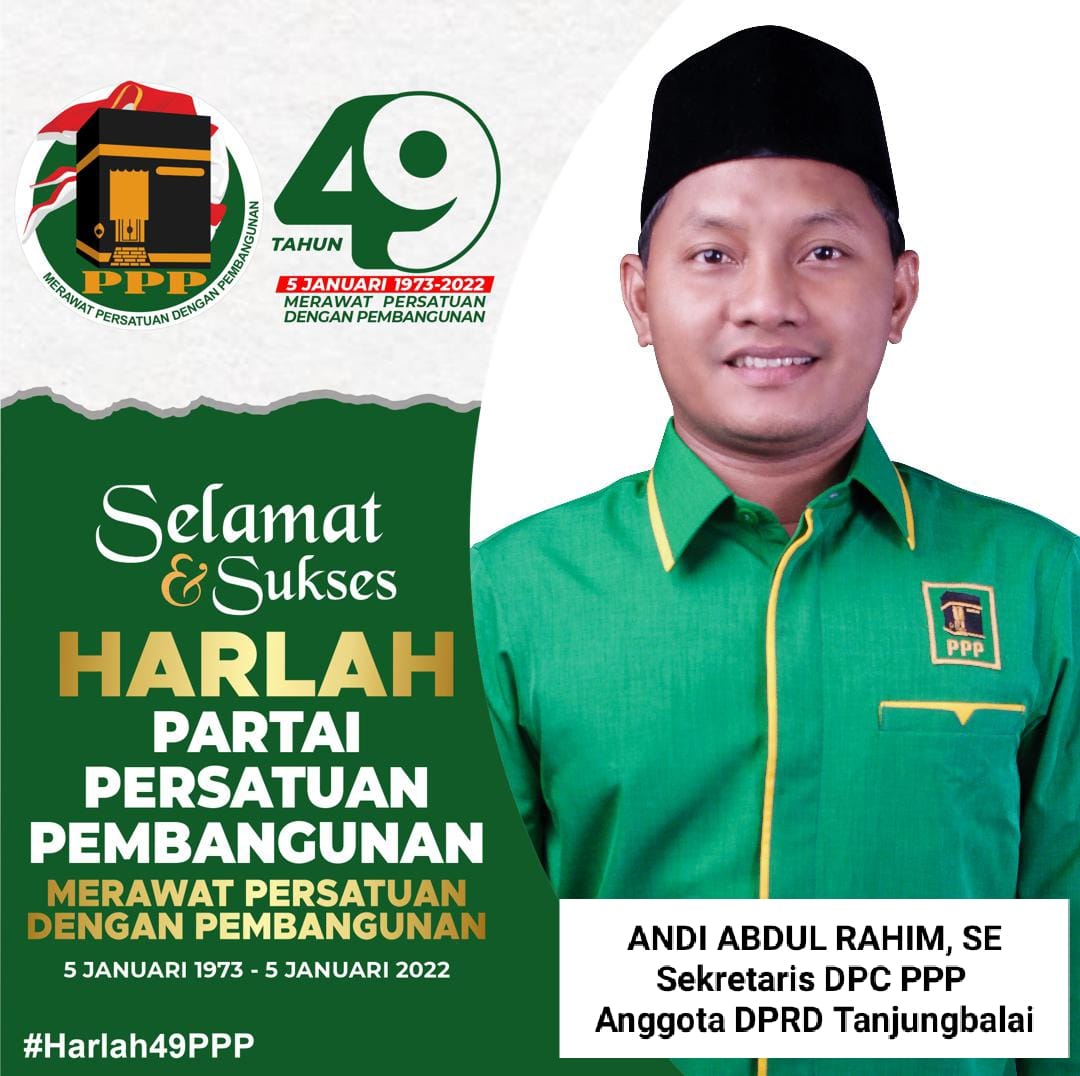 PPP
MERAWAT PERSATUAN DENGAN PEMBANGUNAN
49
TAHUN
5 JANUARI 1973-2022
MERAWAT PERSATUAN
DENGAN PEMBANGUNAN
Selamat
& Sukses
HARLAH
PARTAI
PERSATUAN
PEMBANGUNAN
MERAWAT PERSATUAN
DENGAN PEMBANGUNAN
5 JANUARI 1973 - 5 JANUARI 2022
#Harlah49PPP
PPP
ANDI ABDUL RAHIM, SE
Sekretaris DPC PPP
Anggota DPRD Tanjungbalai